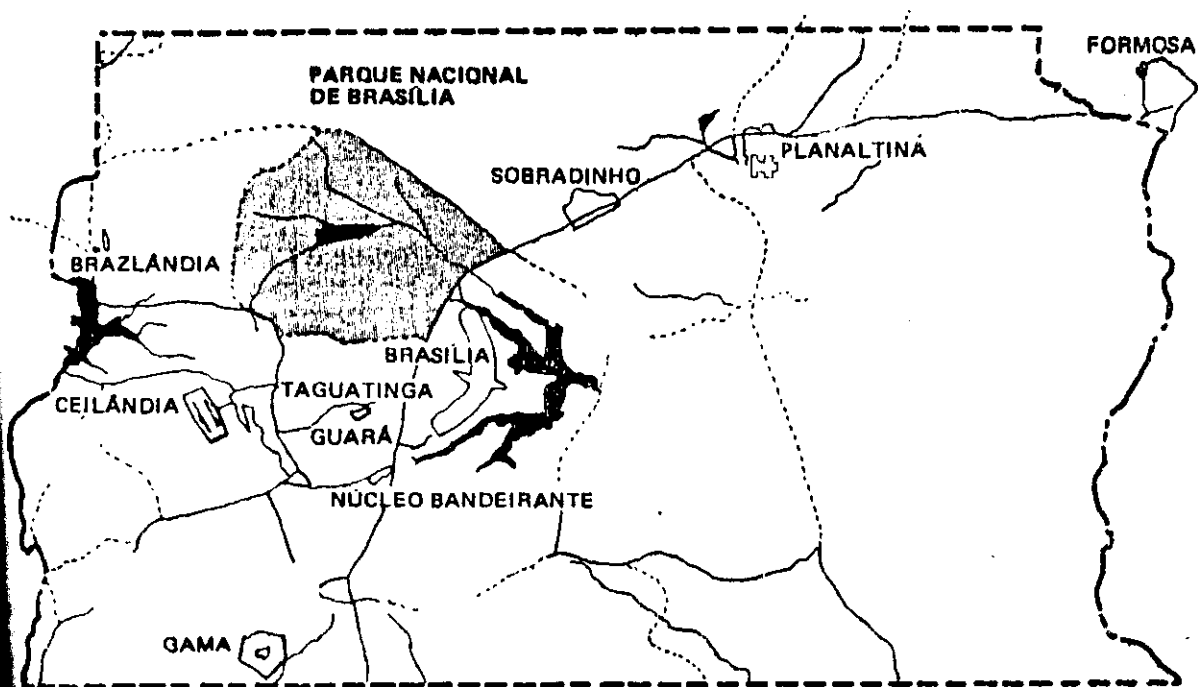 FORMOSA
PARQUE NACIONAL
DE BRASÍLIA
PLANALTINA
SOBRADINHO
BRAZLÂNDIA
BRASÍLIA
TAGUATINGA
CEILÂNDIA
GUARÁ
NÚCLEO BANDEIRANTE
GAMA